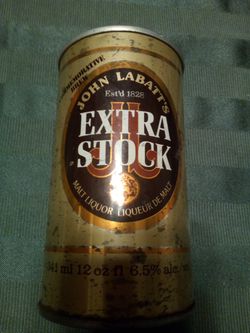 COMMEMORATIVE
BREW
JOHN LABATT'S
Est'd 1828
EXTRA
STOCK
MALT LIQUOR LIQUEUR DE MALT
341 ml 12 oz fl 6.5% alc.